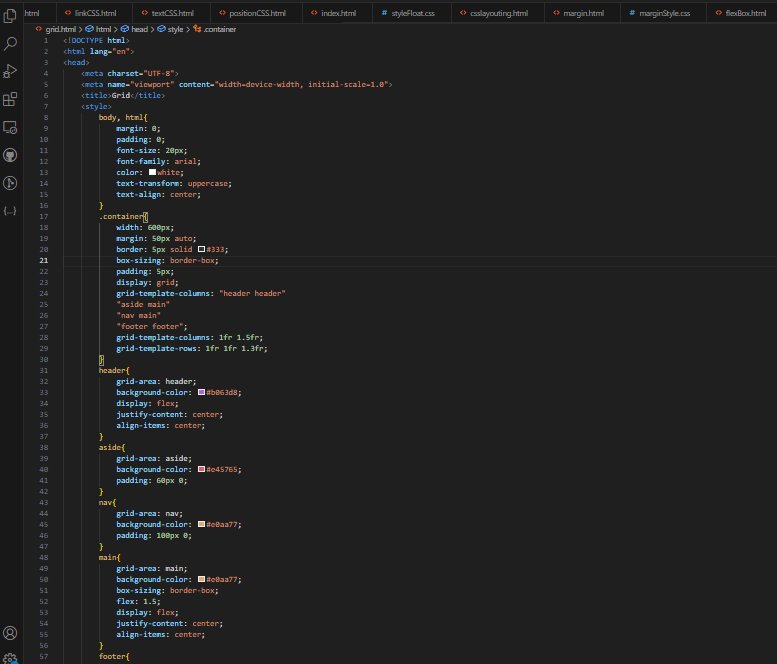 html linkCSS.html textCSS.html positionCSS.html index.html styleFloat.css csslayouting.html margin.html marginStyle.css flexBox.html
grid.html > html > head > style > .container
1 <!DOCTYPE html>
2 <html lang="en">
3 <head>
4 <meta charset="UTF-8">
5 <meta name="viewport" content="width=device-width, initial-scale=1.0">
6 <title>Grid</title>
7 <style>
8 body, html{
9 margin: 0;
10 padding: 0;
11 font-size: 20px;
12 font-family: arial;
13 color: white;
14 text-transform: uppercase;
15 text-align: center;
16 }
17 .container{
18 width: 600px;
19 margin: 50px auto;
20 border: 5px solid #333;
21 box-sizing: border-box;
22 padding: 5px;
23 display: grid;
24 grid-template-columns: "header header"
25 "aside main"
26 "nav main"
27 "footer footer";
28 grid-template-columns: 1fr 1.5fr;
29 grid-template-rows: 1fr 1fr 1.3fr;
30 }
31 header{
32 grid-area: header;
33 background-color: #b063d8;
34 display: flex;
35 justify-content: center;
36 align-items: center;
37 }
38 aside{
39 grid-area: aside;
40 background-color: #e45765;
41 padding: 60px 0;
42 }
43 nav{
44 grid-area: nav;
45 background-color: #e0aa77;
46 padding: 100px 0;
47 }
48 main{
49 grid-area: main;
50 background-color: #e0aa77;
51 box-sizing: border-box;
52 flex: 1.5;
53 display: flex;
54 justify-content: center;
55 align-items: center;
56 }
57 footer{